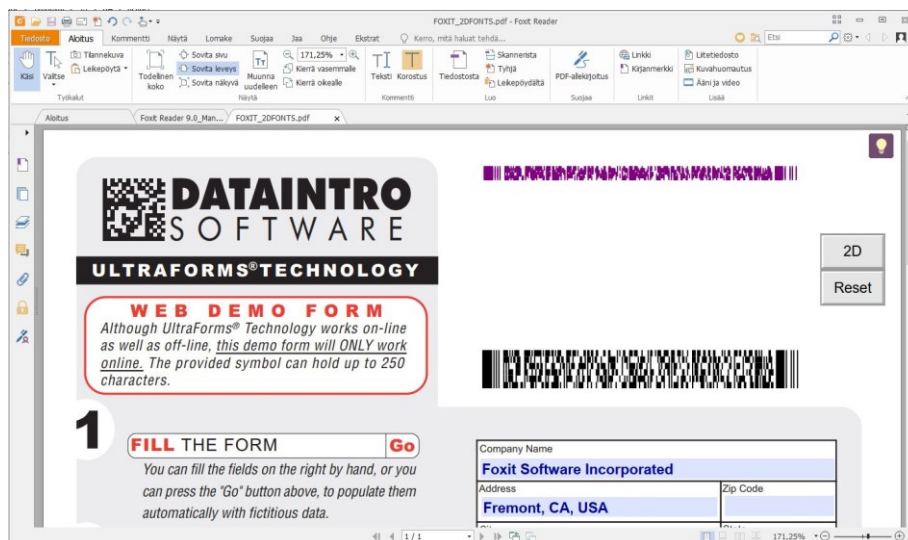 FOXIT_2DFONTS.pdf - Foxit Reader
Tiedosto Aloitus Kommentti Näytä Lomake Suojaa Jaa Ohje Ekstrat Kerro, mitä haluat tehdä... Etsi
Käsi
Valitse
Tilannekuva
Leikepöytä
Työkalut
Todellinen koko
Sovita sivu
Sovita leveys
Sovita näkyvä
Muunna uudelleen
171,25%
Kierrä vasemmalle
Kierrä oikealle
Näytä
Teksti
Korostus
Kommentti
Tiedostosta
Skannerista
Tyhjä
Leikepöydältä
Luo
PDF-allekirjoitus
Suojaa
Linkki
Kirjanmerkki
Linkit
Liitetiedosto
Kuvahuomautus
Ääni ja video
Lisää
Aloitus Foxit Reader 9.0_Man... FOXIT_2DFONTS.pdf x
DATAINTRO
SOFTWARE
ULTRAFORMS®TECHNOLOGY
2D
Reset
WEB DEMO FORM
Although UltraForms® Technology works on-line
as well as off-line, this demo form will ONLY work
online. The provided symbol can hold up to 250
characters.
1
FILL THE FORM Go
You can fill the fields on the right by hand, or you
can press the "Go" button above, to populate them
automatically with fictitious data.
Company Name
Foxit Software Incorporated
Address Zip Code
Fremont, CA, USA
1 / 1 171,25%